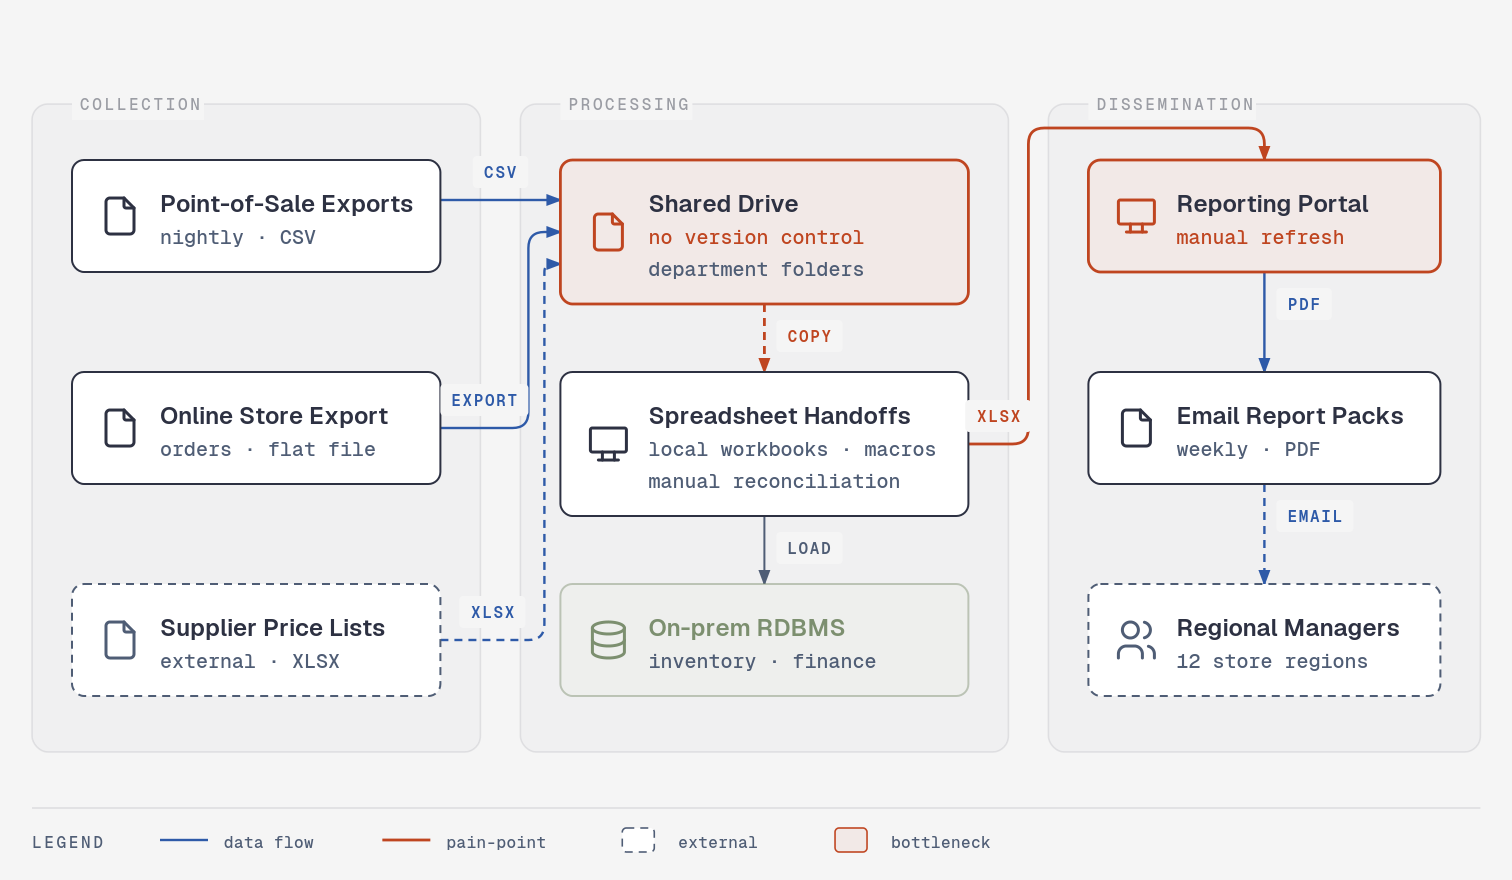 COLLECTION
Point-of-Sale Exports
nightly · CSV
Online Store Export
orders · flat file
Supplier Price Lists
external · XLSX
CSV
EXPORT
XLSX
PROCESSING
Shared Drive
no version control
department folders
COPY
Spreadsheet Handoffs
local workbooks · macros
manual reconciliation
LOAD
On-prem RDBMS
inventory · finance
XLSX
DISSEMINATION
Reporting Portal
manual refresh
PDF
Email Report Packs
weekly · PDF
EMAIL
Regional Managers
12 store regions
LEGEND
data flow
pain-point
external
bottleneck